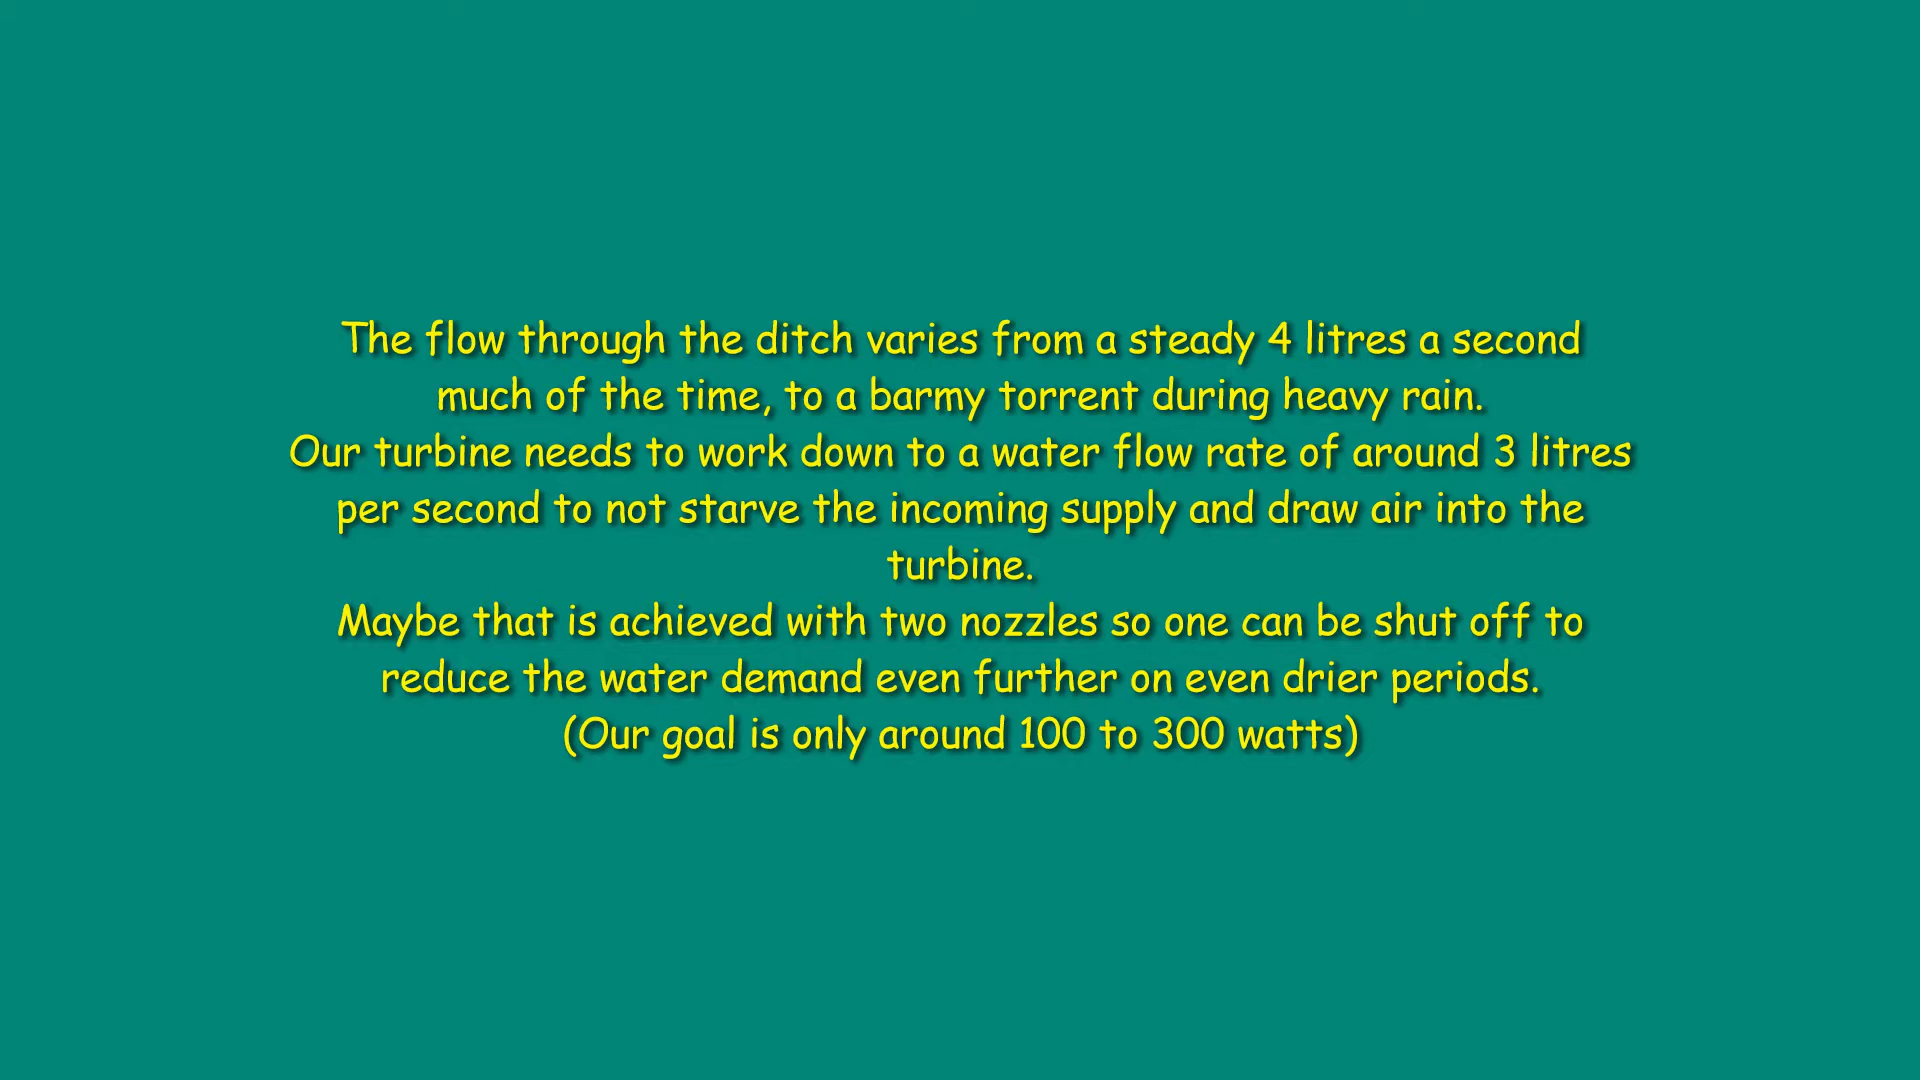 The flow through the ditch varies from a steady 4 litres a second
much of the time, to a barmy torrent during heavy rain.
Our turbine needs to work down to a water flow rate of around 3 litres
per second to not starve the incoming supply and draw air into the
turbine.
Maybe that is achieved with two nozzles so one can be shut off to
reduce the water demand even further on even drier periods.
(Our goal is only around 100 to 300 watts)